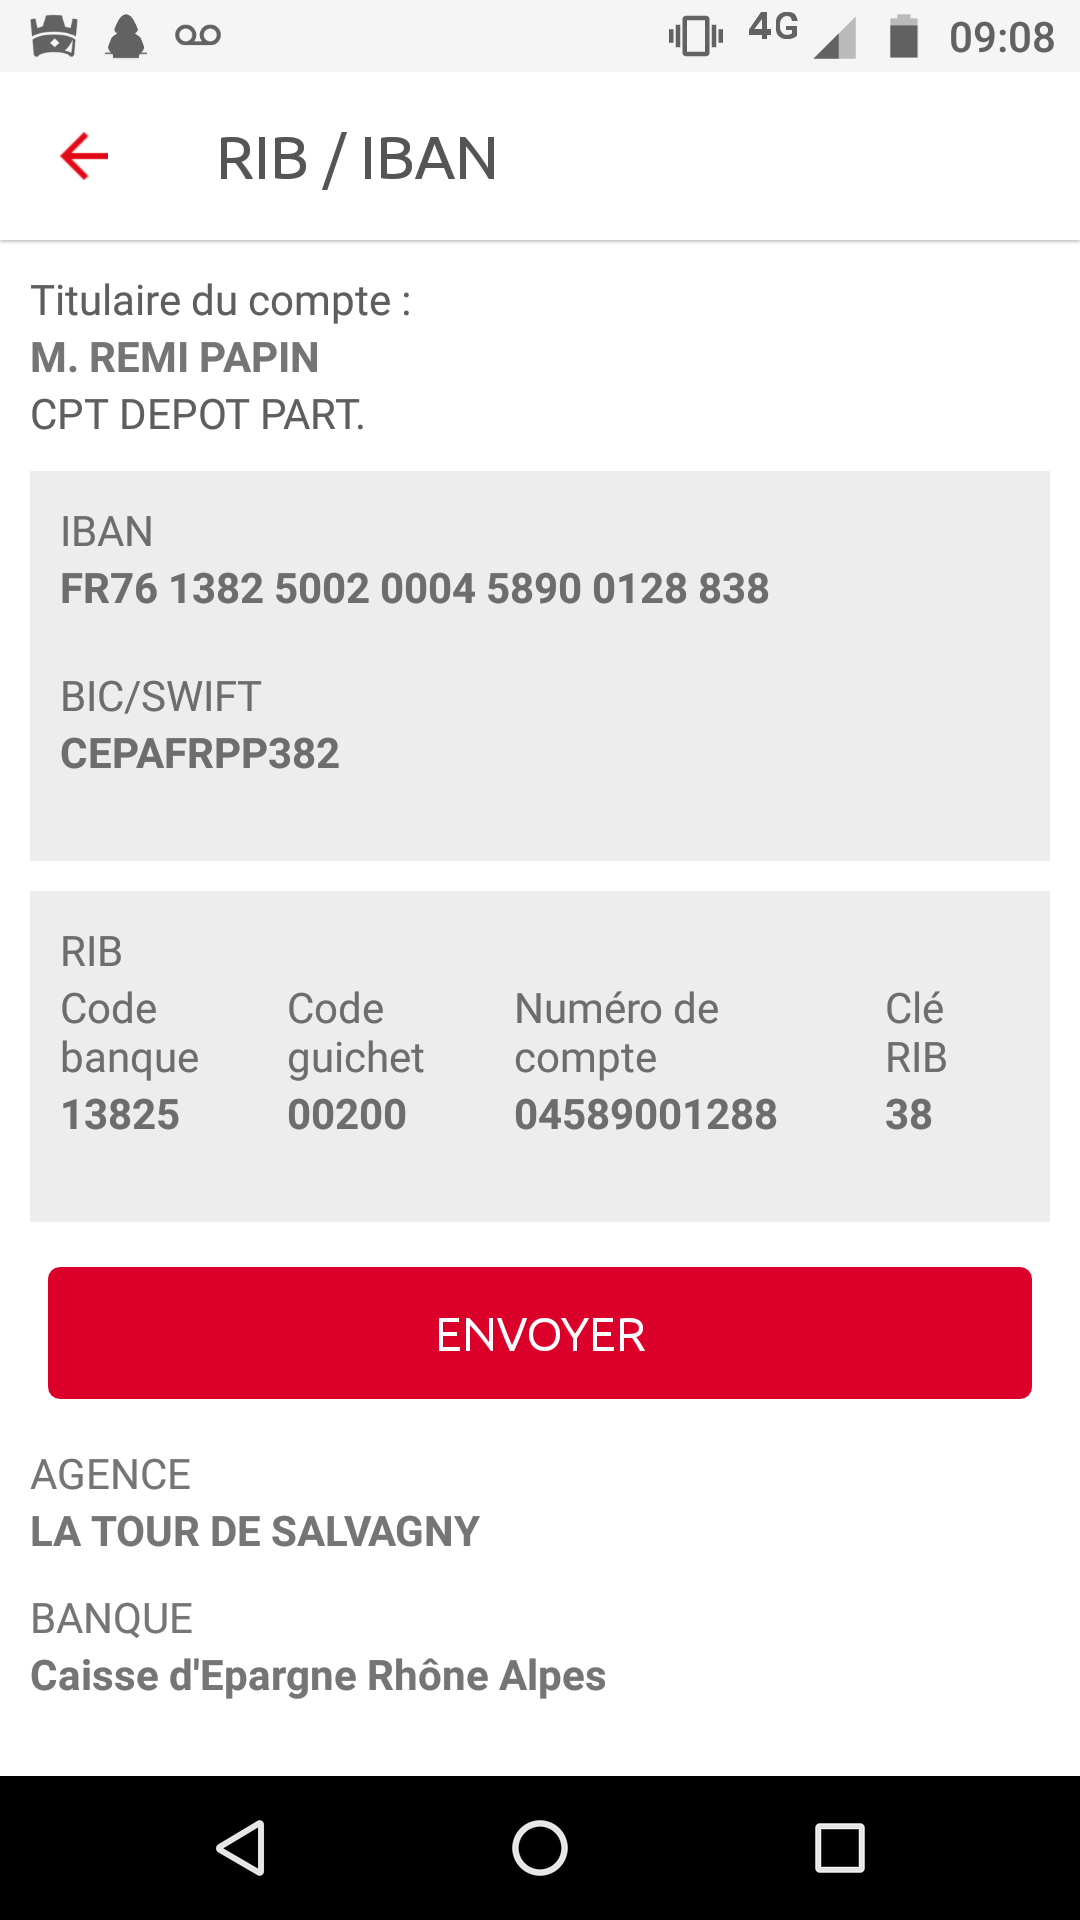 4G 09:08
RIB / IBAN
Titulaire du compte :
M. REMI PAPIN
CPT DEPOT PART.
IBAN
FR76 1382 5002 0004 5890 0128 838
BIC/SWIFT
CEPAFRPP382
RIB
Code banque Code guichet Numéro de compte Clé RIB
13825 00200 04589001288 38
ENVOYER
AGENCE
LA TOUR DE SALVAGNY
BANQUE
Caisse d'Epargne Rhône Alpes